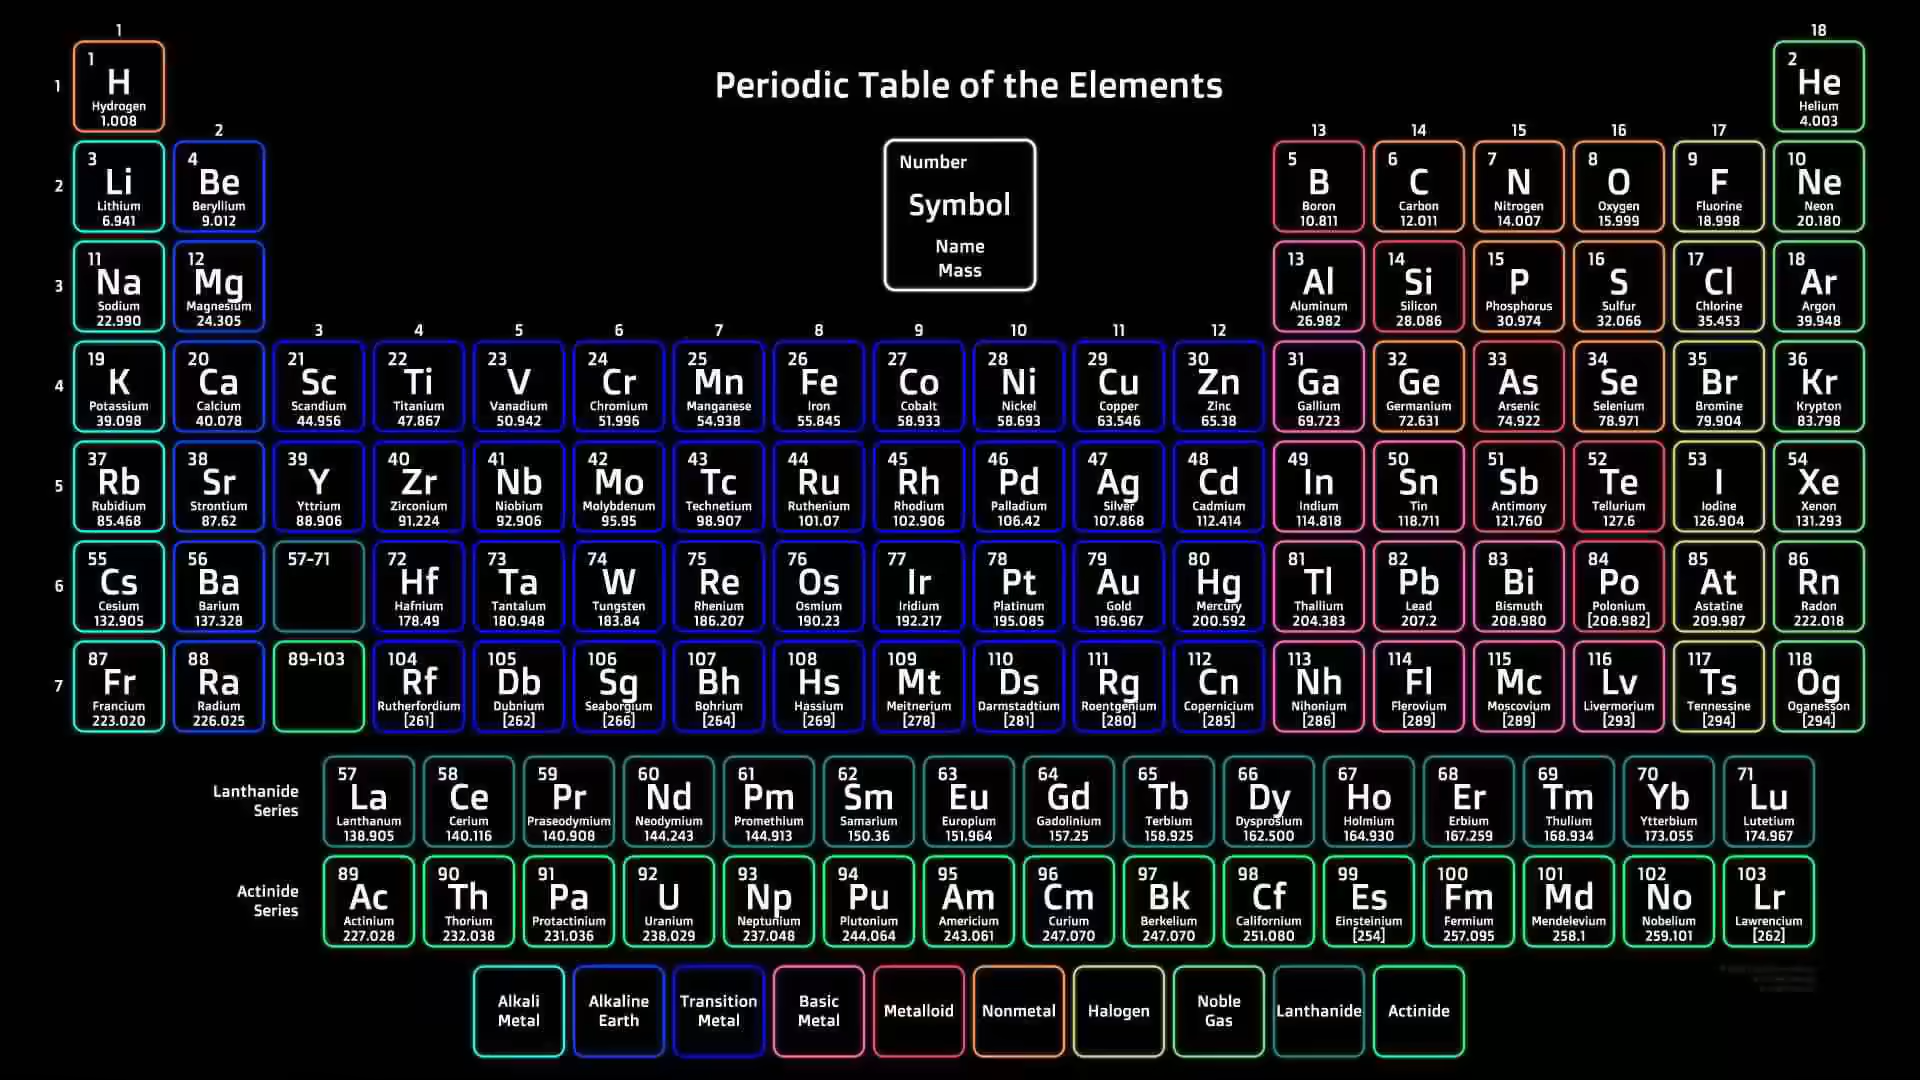 1 18
1 H Hydrogen 1.008
2 He Helium 4.003
1
Periodic Table of the Elements
2 13 14 15 16 17
Number
Symbol
Name
Mass
3 Li Lithium 6.941
4 Be Beryllium 9.012
5 B Boron 10.811
6 C Carbon 12.011
7 N Nitrogen 14.007
8 O Oxygen 15.999
9 F Fluorine 18.998
10 Ne Neon 20.180
2
11 Na Sodium 22.990
12 Mg Magnesium 24.305
13 Al Aluminum 26.982
14 Si Silicon 28.086
15 P Phosphorus 30.974
16 S Sulfur 32.066
17 Cl Chlorine 35.453
18 Ar Argon 39.948
3
3 4 5 6 7 8 9 10 11 12
19 K Potassium 39.098
20 Ca Calcium 40.078
21 Sc Scandium 44.956
22 Ti Titanium 47.867
23 V Vanadium 50.942
24 Cr Chromium 51.996
25 Mn Manganese 54.938
26 Fe Iron 55.845
27 Co Cobalt 58.933
28 Ni Nickel 58.693
29 Cu Copper 63.546
30 Zn Zinc 65.38
31 Ga Gallium 69.723
32 Ge Germanium 72.631
33 As Arsenic 74.922
34 Se Selenium 78.971
35 Br Bromine 79.904
36 Kr Krypton 83.798
4
37 Rb Rubidium 85.468
38 Sr Strontium 87.62
39 Y Yttrium 88.906
40 Zr Zirconium 91.224
41 Nb Niobium 92.906
42 Mo Molybdenum 95.95
43 Tc Technetium 98.907
44 Ru Ruthenium 101.07
45 Rh Rhodium 102.906
46 Pd Palladium 106.42
47 Ag Silver 107.868
48 Cd Cadmium 112.414
49 In Indium 114.818
50 Sn Tin 118.711
51 Sb Antimony 121.760
52 Te Tellurium 127.6
53 I Iodine 126.904
54 Xe Xenon 131.293
5
55 Cs Cesium 132.905
56 Ba Barium 137.328
57-71
72 Hf Hafnium 178.49
73 Ta Tantalum 180.948
74 W Tungsten 183.84
75 Re Rhenium 186.207
76 Os Osmium 190.23
77 Ir Iridium 192.217
78 Pt Platinum 195.085
79 Au Gold 196.967
80 Hg Mercury 200.592
81 Tl Thallium 204.383
82 Pb Lead 207.2
83 Bi Bismuth 208.980
84 Po Polonium [208.982]
85 At Astatine 209.987
86 Rn Radon 222.018
6
87 Fr Francium 223.020
88 Ra Radium 226.025
89-103
104 Rf Rutherfordium [261]
105 Db Dubnium [262]
106 Sg Seaborgium [266]
107 Bh Bohrium [264]
108 Hs Hassium [269]
109 Mt Meitnerium [278]
110 Ds Darmstadtium [281]
111 Rg Roentgenium [280]
112 Cn Copernicium [285]
113 Nh Nihonium [286]
114 Fl Flerovium [289]
115 Mc Moscovium [289]
116 Lv Livermorium [293]
117 Ts Tennessine [294]
118 Og Oganesson [294]
7
Lanthanide
Series
57 La Lanthanum 138.905
58 Ce Cerium 140.116
59 Pr Praseodymium 140.908
60 Nd Neodymium 144.243
61 Pm Promethium 144.913
62 Sm Samarium 150.36
63 Eu Europium 151.964
64 Gd Gadolinium 157.25
65 Tb Terbium 158.925
66 Dy Dysprosium 162.500
67 Ho Holmium 164.930
68 Er Erbium 167.259
69 Tm Thulium 168.934
70 Yb Ytterbium 173.055
71 Lu Lutetium 174.967
Actinide
Series
89 Ac Actinium 227.028
90 Th Thorium 232.038
91 Pa Protactinium 231.036
92 U Uranium 238.029
93 Np Neptunium 237.048
94 Pu Plutonium 244.064
95 Am Americium 243.061
96 Cm Curium 247.070
97 Bk Berkelium 247.070
98 Cf Californium 251.080
99 Es Einsteinium [254]
100 Fm Fermium 257.095
101 Md Mendelevium 258.1
102 No Nobelium 259.101
103 Lr Lawrencium [262]
Alkali
Metal
Alkaline
Earth
Transition
Metal
Basic
Metal
Metalloid
Nonmetal
Halogen
Noble
Gas
Lanthanide
Actinide